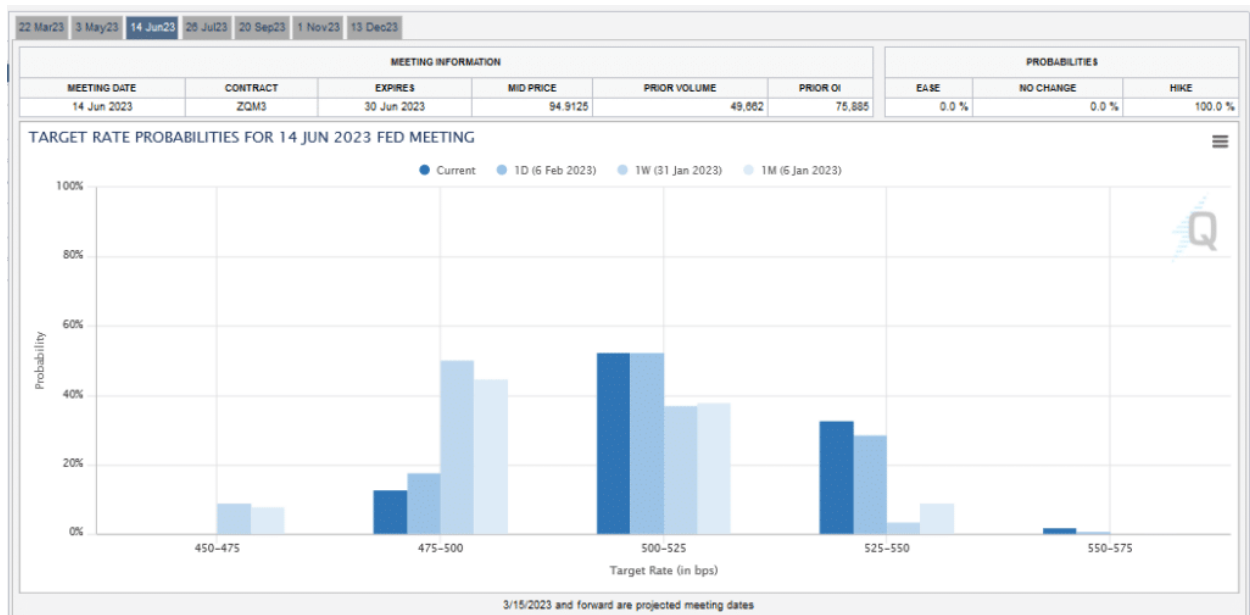 22 Mar23 3 May23 14 Jun23 26 Jul23 20 Sep23 1 Nov23 13 Dec23
MEETING INFORMATION PROBABILITIES
MEETING DATE CONTRACT EXPIRES MID PRICE PRIOR VOLUME PRIOR OI EASE NO CHANGE HIKE
14 Jun 2023 ZQM3 30 Jun 2023 94.9125 49,662 75,885 0.0 % 0.0 % 100.0 %
TARGET RATE PROBABILITIES FOR 14 JUN 2023 FED MEETING
Current 1D (6 Feb 2023) 1W (31 Jan 2023) 1M (6 Jan 2023)
100%
Q
80%
60%
Probability
40%
20%
0%
450–475 475–500 500–525 525–550 550–575
Target Rate (in bps)
3/15/2023 and forward are projected meeting dates